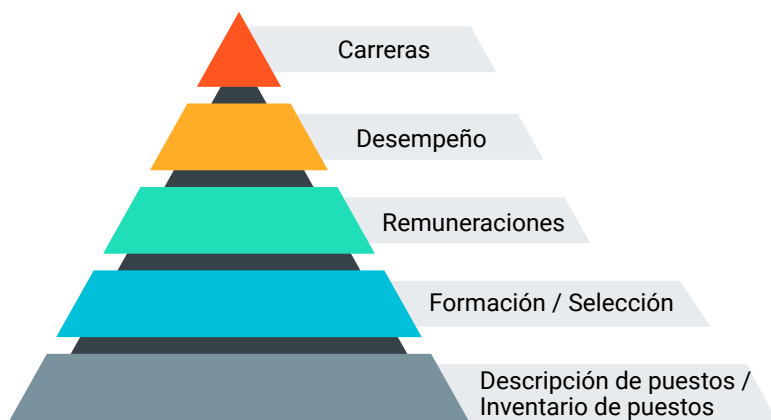 Carreras
Desempeño
Remuneraciones
Formación / Selección
Descripción de puestos /
Inventario de puestos